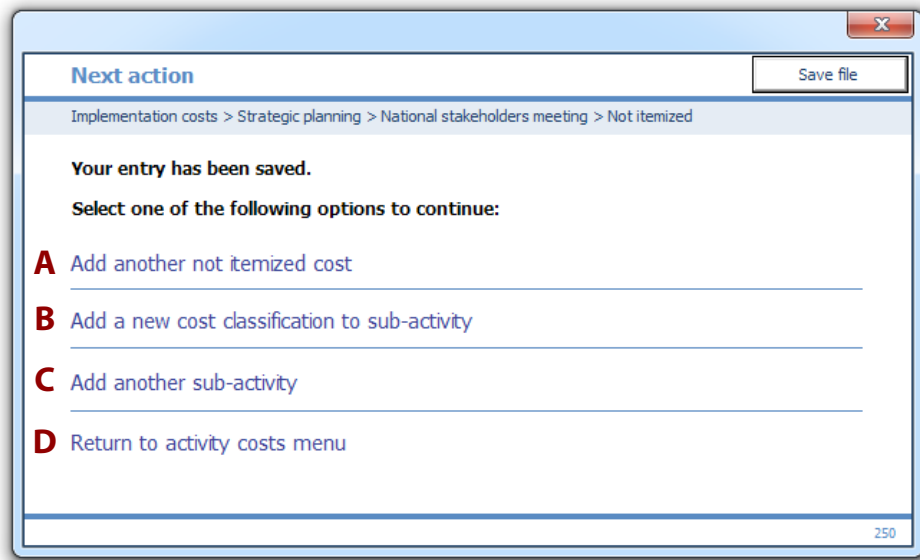 Next action
Save file
Implementation costs > Strategic planning > National stakeholders meeting > Not itemized
Your entry has been saved.
Select one of the following options to continue:
A Add another not itemized cost
B Add a new cost classification to sub-activity
C Add another sub-activity
D Return to activity costs menu
250